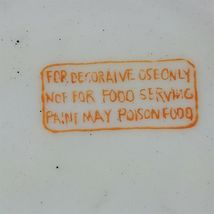 FOR DECORAIVE USE ONLY
NOT FOR FOOD SERVING
PAINT MAY POISON FOOD